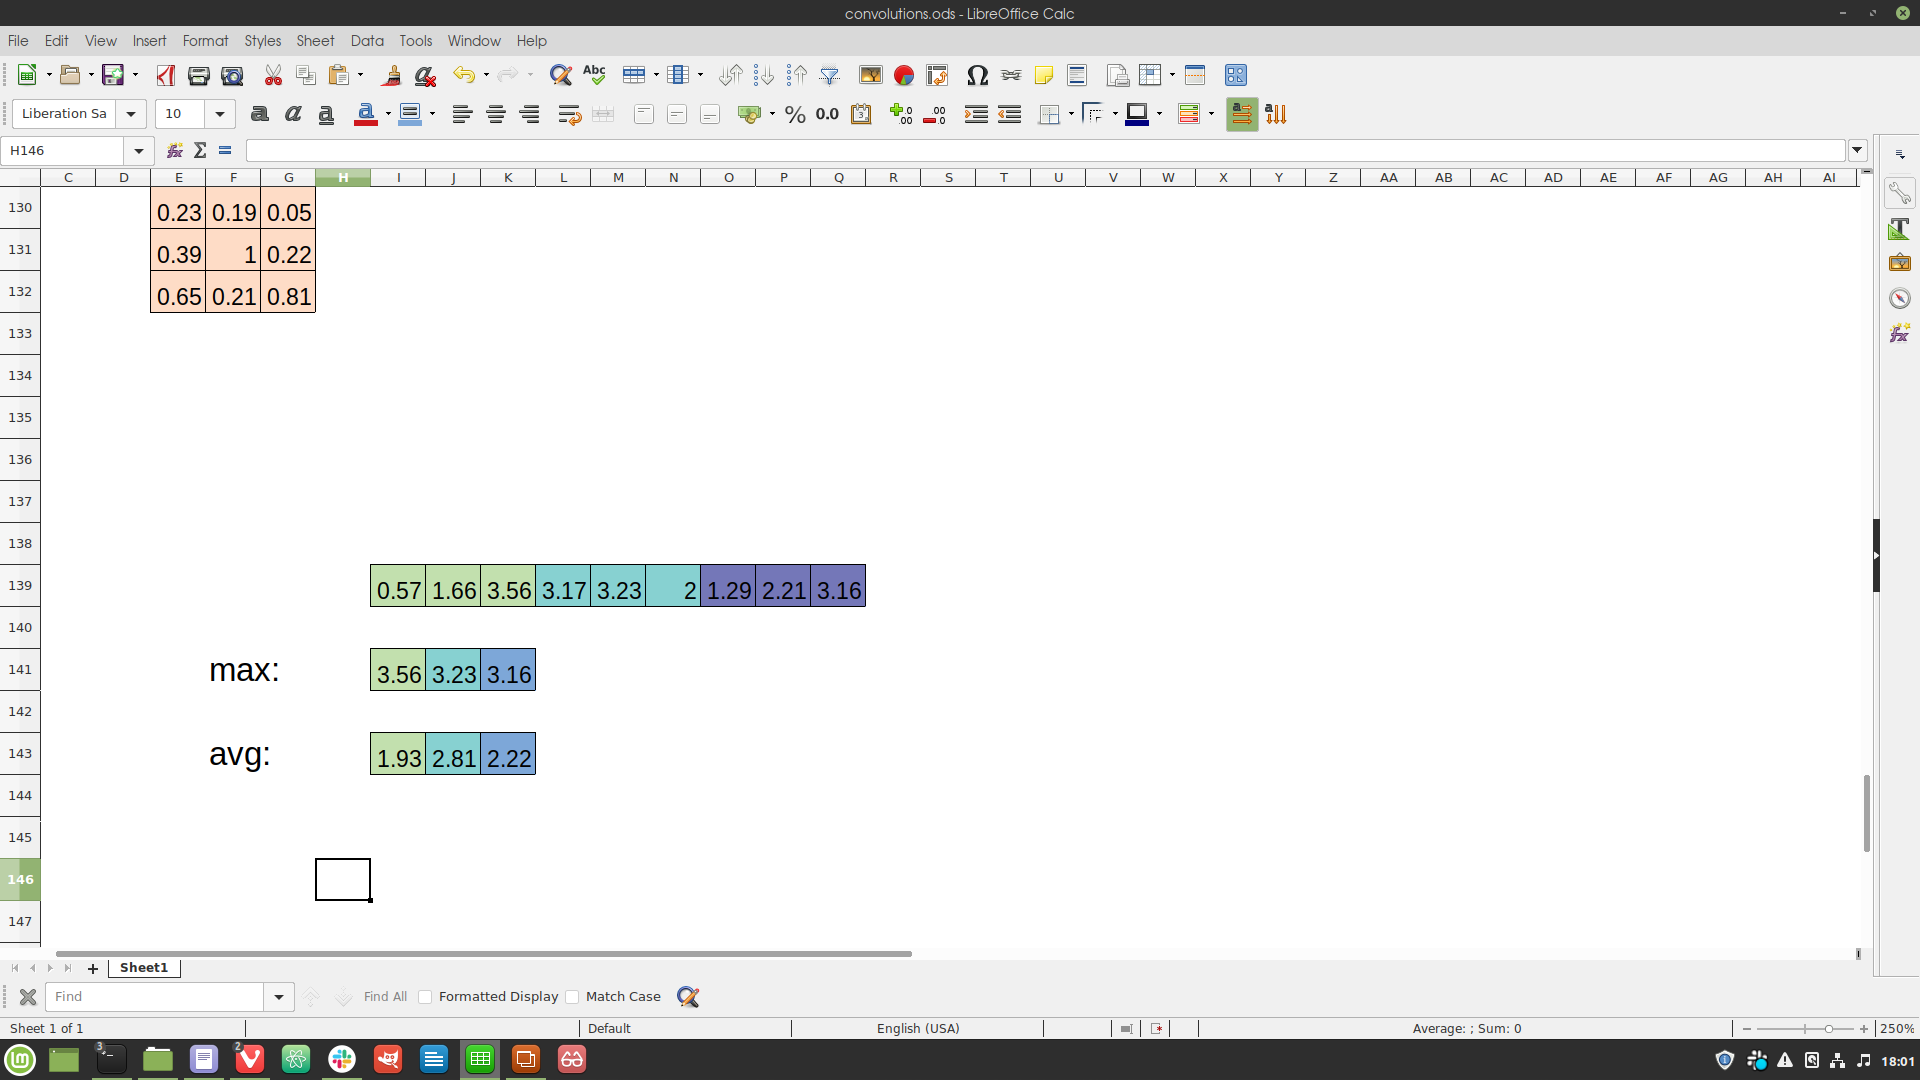 convolutions.ods - LibreOffice Calc
File Edit View Insert Format Styles Sheet Data Tools Window Help
Liberation Sa 10
H146
C D E F G H I J K L M N O P Q R S T U V W X Y Z AA AB AC AD AE AF AG AH AI
130 0.23 0.19 0.05
131 0.39 1 0.22
132 0.65 0.21 0.81
133
134
135
136
137
138
139 0.57 1.66 3.56 3.17 3.23 2 1.29 2.21 3.16
140
141 max: 3.56 3.23 3.16
142
143 avg: 1.93 2.81 2.22
144
145
146
147
Sheet1
Find Find All Formatted Display Match Case
Sheet 1 of 1 Default English (USA) Average: ; Sum: 0 250%
3 2 18:01